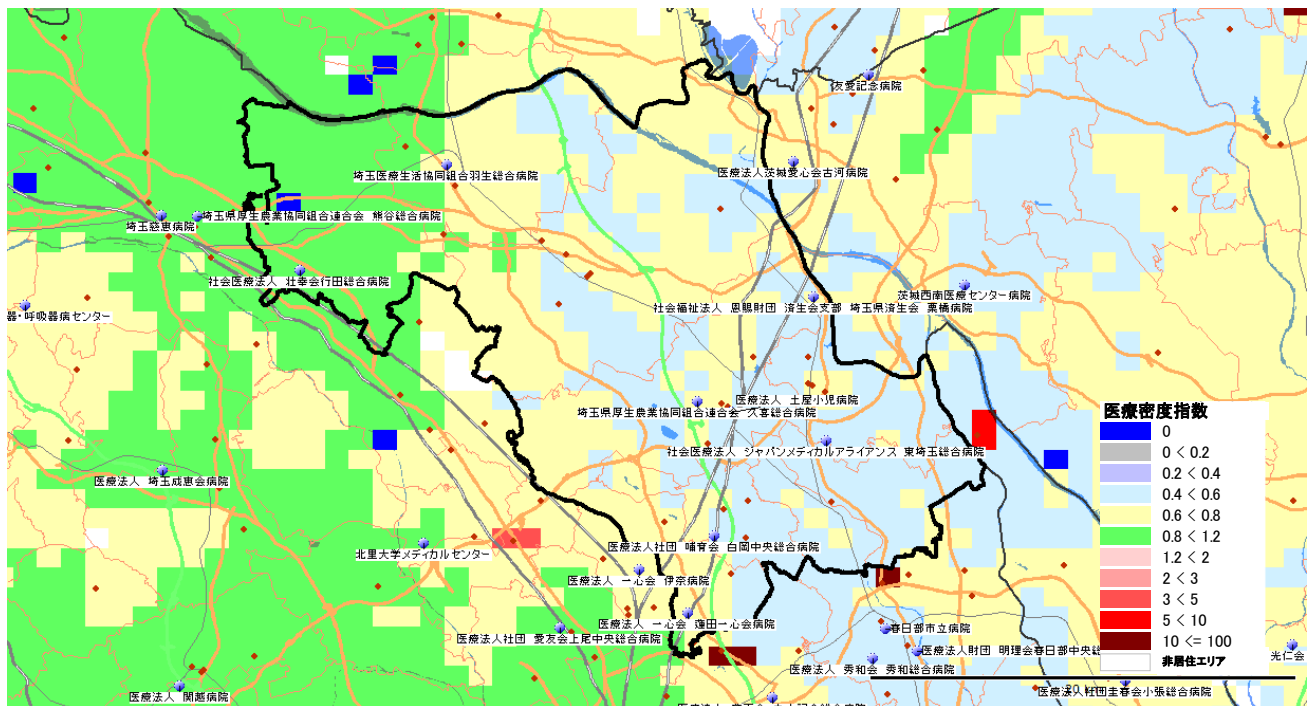 友愛記念病院
医療法人茨城愛心会古河病院
埼玉医療生活協同組合羽生総合病院
埼玉県厚生農業協同組合連合会 熊谷総合病院
埼玉慈恵病院
社会医療法人 壮幸会行田総合病院
茨城西南医療センター病院
器・呼吸器病センター
社会福祉法人 恩賜財団 済生会支部 埼玉県済生会 栗橋病院
医療法人 土屋小児病院
埼玉県厚生農業協同組合連合会 久喜総合病院
社会医療法人 ジャパンメディカルアライアンス 東埼玉総合病院
医療法人 埼玉成恵会病院
北里大学メディカルセンター
医療法人社団 哺育会 白岡中央総合病院
医療法人 一心会 伊奈病院
医療法人 一心会 蓮田一心会病院
医療法人社団 愛友会上尾中央総合病院
春日部市立病院
医療法人財団 明理会春日部中央総
医療法人 秀和会 秀和総合病院
光仁会
医療法人 関越病院
医療法人社団圭春会小張総合病院
医療密度指数
0
0 < 0.2
0.2 < 0.4
0.4 < 0.6
0.6 < 0.8
0.8 < 1.2
1.2 < 2
2 < 3
3 < 5
5 < 10
10 <= 100
非居住エリア